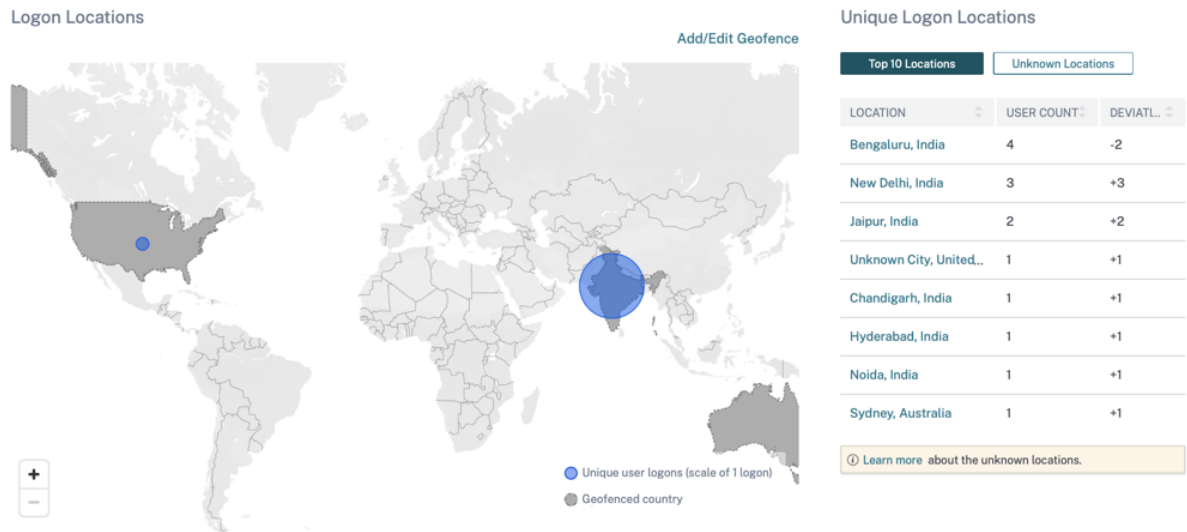 Logon Locations
Add/Edit Geofence
Unique user logons (scale of 1 logon)
Geofenced country
Unique Logon Locations
Top 10 Locations Unknown Locations
LOCATION USER COUNT DEVIATI...
Bengaluru, India 4 -2
New Delhi, India 3 +3
Jaipur, India 2 +2
Unknown City, United... 1 +1
Chandigarh, India 1 +1
Hyderabad, India 1 +1
Noida, India 1 +1
Sydney, Australia 1 +1
Learn more about the unknown locations.